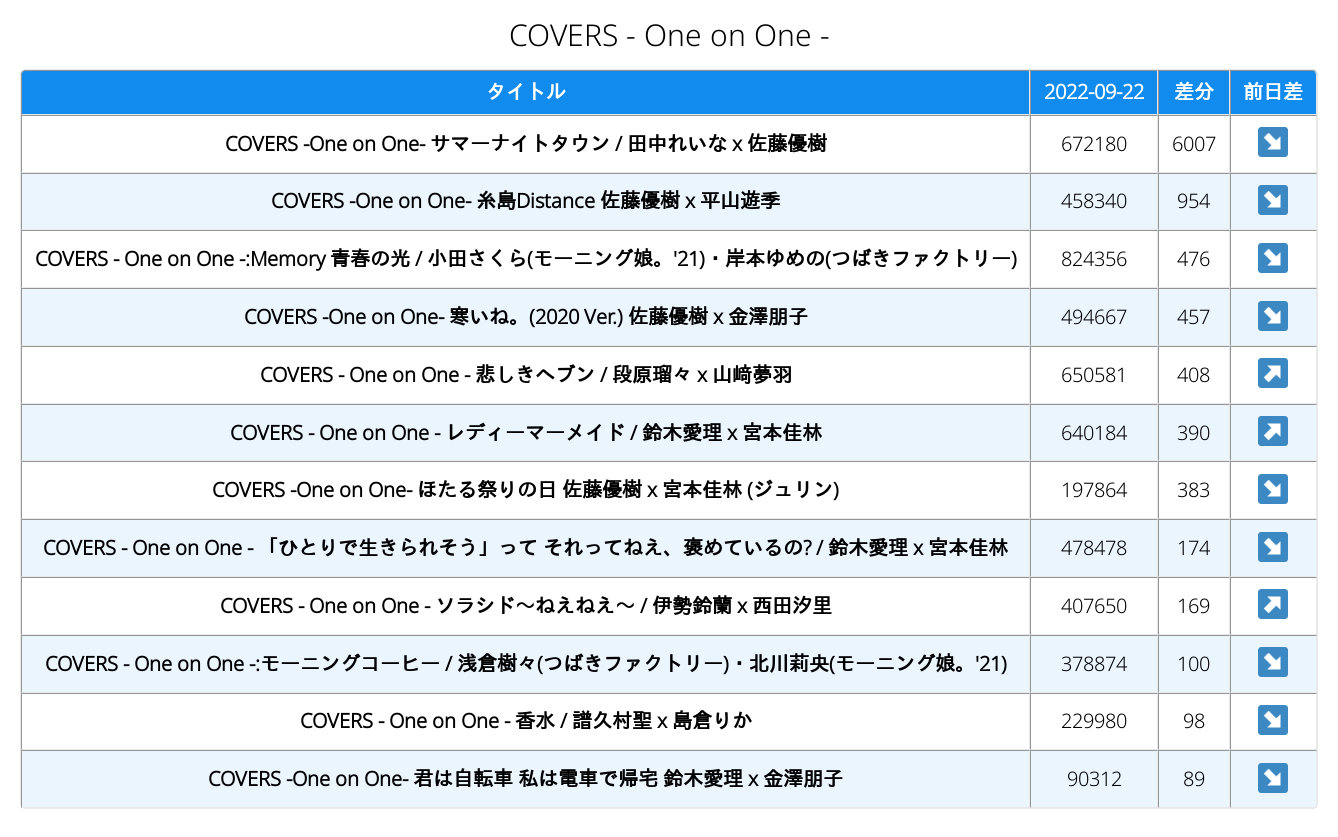 COVERS - One on One -
タイトル 2022-09-22 差分 前日差
COVERS -One on One- サマーナイトタウン / 田中れいな x 佐藤優樹 672180 6007
COVERS -One on One- 糸島Distance 佐藤優樹 x 平山遊季 458340 954
COVERS - One on One -:Memory 青春の光 / 小田さくら(モーニング娘。'21)・岸本ゆめの(つばきファクトリー) 824356 476
COVERS -One on One- 寒いね。(2020 Ver.) 佐藤優樹 x 金澤朋子 494667 457
COVERS - One on One - 悲しきヘブン / 段原瑠々 x 山﨑夢羽 650581 408
COVERS - One on One - レディーマーメイド / 鈴木愛理 x 宮本佳林 640184 390
COVERS -One on One- ほたる祭りの日 佐藤優樹 x 宮本佳林 (ジュリン) 197864 383
COVERS - One on One - 「ひとりで生きられそう」って それってねえ、褒めているの? / 鈴木愛理 x 宮本佳林 478478 174
COVERS - One on One - ソラシド〜ねえねえ〜 / 伊勢鈴蘭 x 西田汐里 407650 169
COVERS - One on One -:モーニングコーヒー / 浅倉樹々(つばきファクトリー)・北川莉央(モーニング娘。'21) 378874 100
COVERS - One on One - 香水 / 譜久村聖 x 島倉りか 229980 98
COVERS -One on One- 君は自転車 私は電車で帰宅 鈴木愛理 x 金澤朋子 90312 89